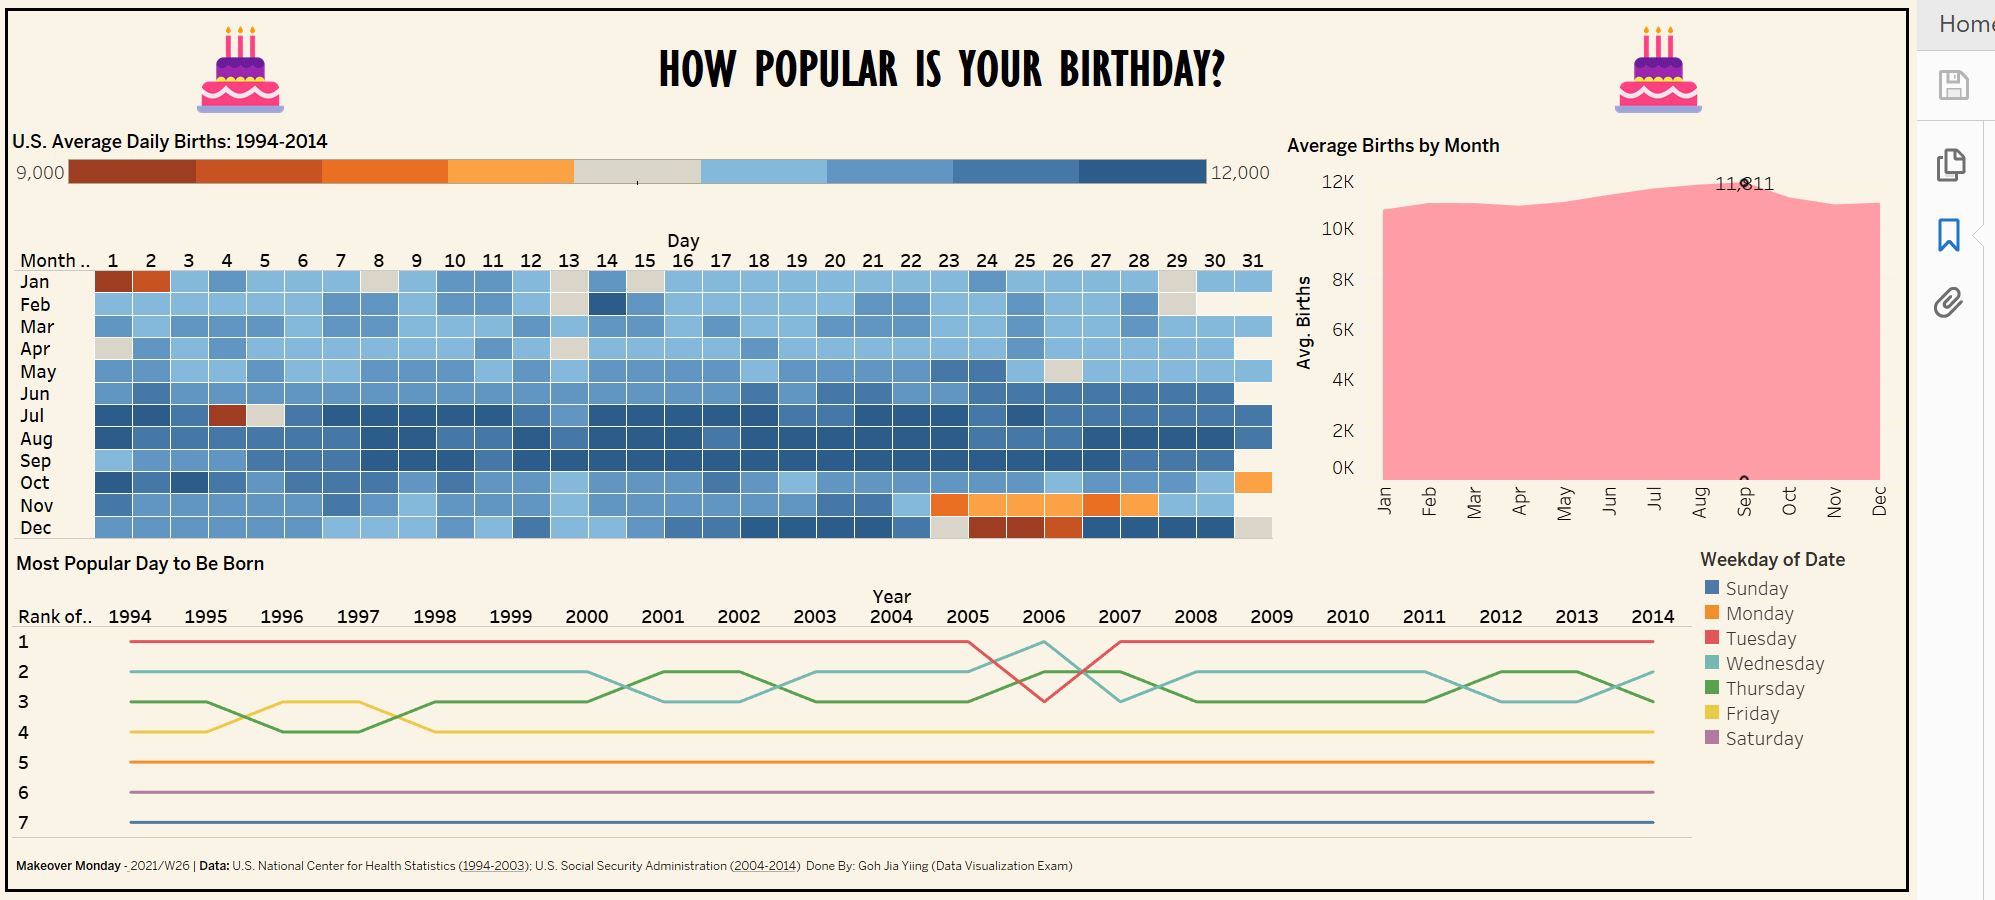 Home
HOW POPULAR IS YOUR BIRTHDAY?
U.S. Average Daily Births: 1994-2014
9,000 12,000
Day
Month .. 1 2 3 4 5 6 7 8 9 10 11 12 13 14 15 16 17 18 19 20 21 22 23 24 25 26 27 28 29 30 31
Jan
Feb
Mar
Apr
May
Jun
Jul
Aug
Sep
Oct
Nov
Dec
Average Births by Month
12K
10K
8K
6K
4K
2K
0K
Avg. Births
11,811
Jan Feb Mar Apr May Jun Jul Aug Sep Oct Nov Dec
Most Popular Day to Be Born
Year
Rank of.. 1994 1995 1996 1997 1998 1999 2000 2001 2002 2003 2004 2005 2006 2007 2008 2009 2010 2011 2012 2013 2014
1
2
3
4
5
6
7
Weekday of Date
Sunday
Monday
Tuesday
Wednesday
Thursday
Friday
Saturday
Makeover Monday - 2021/W26 | Data: U.S. National Center for Health Statistics (1994-2003); U.S. Social Security Administration (2004-2014) Done By: Goh Jia Yiing (Data Visualization Exam)